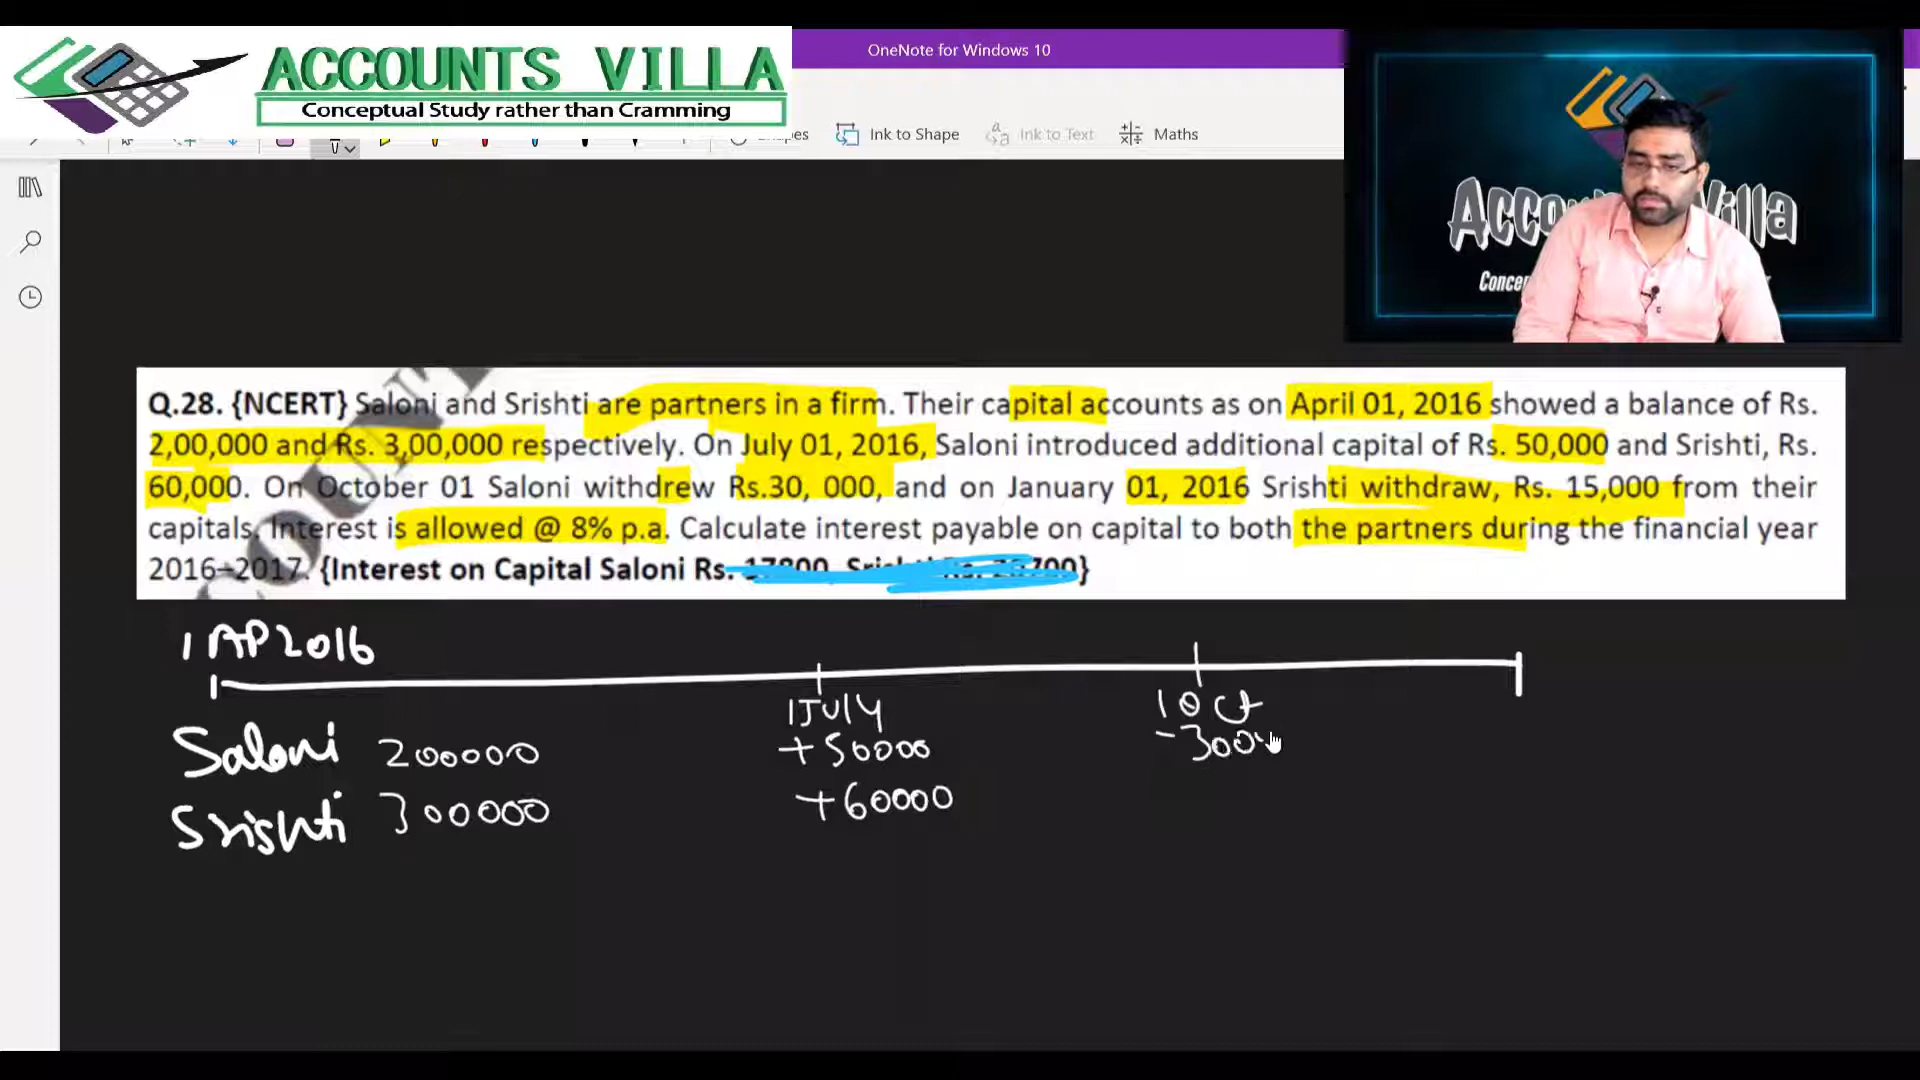 ACCOUNTS VILLA
Conceptual Study rather than Cramming
OneNote for Windows 10
Ink to Shape
Ink to Text
Maths
Q.28. {NCERT} Saloni and Srishti are partners in a firm. Their capital accounts as on April 01, 2016 showed a balance of Rs.
2,00,000 and Rs. 3,00,000 respectively. On July 01, 2016, Saloni introduced additional capital of Rs. 50,000 and Srishti, Rs.
60,000. On October 01 Saloni withdrew Rs.30, 000, and on January 01, 2016 Srishti withdraw, Rs. 15,000 from their
capitals. Interest is allowed @ 8% p.a. Calculate interest payable on capital to both the partners during the financial year
2016–2017. {Interest on Capital Saloni Rs.
1 AP 2016
1 July
1 Oct
Saloni 200000 +50000
Srishti 300000 +60000